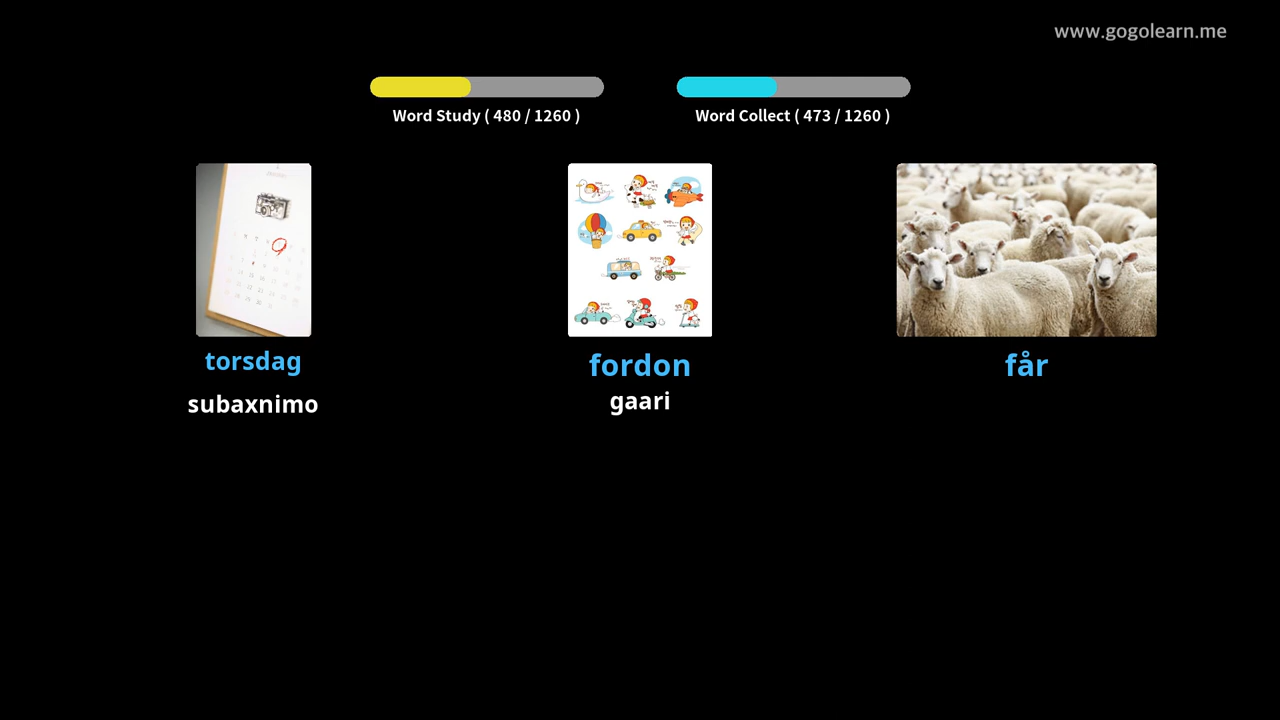 www.gogolearn.me
Word Study ( 480 / 1260 )
Word Collect ( 473 / 1260 )
torsdag
fordon
får
subaxnimo
gaari